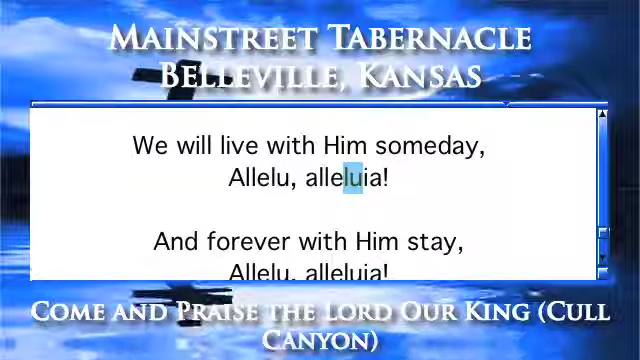 Mainstreet Tabernacle
Belleville, Kansas
We will live with Him someday,
Allelu, alleluia!
And forever with Him stay,
Allelu, alleluia!
Come and Praise the Lord Our King (Cull
Canyon)